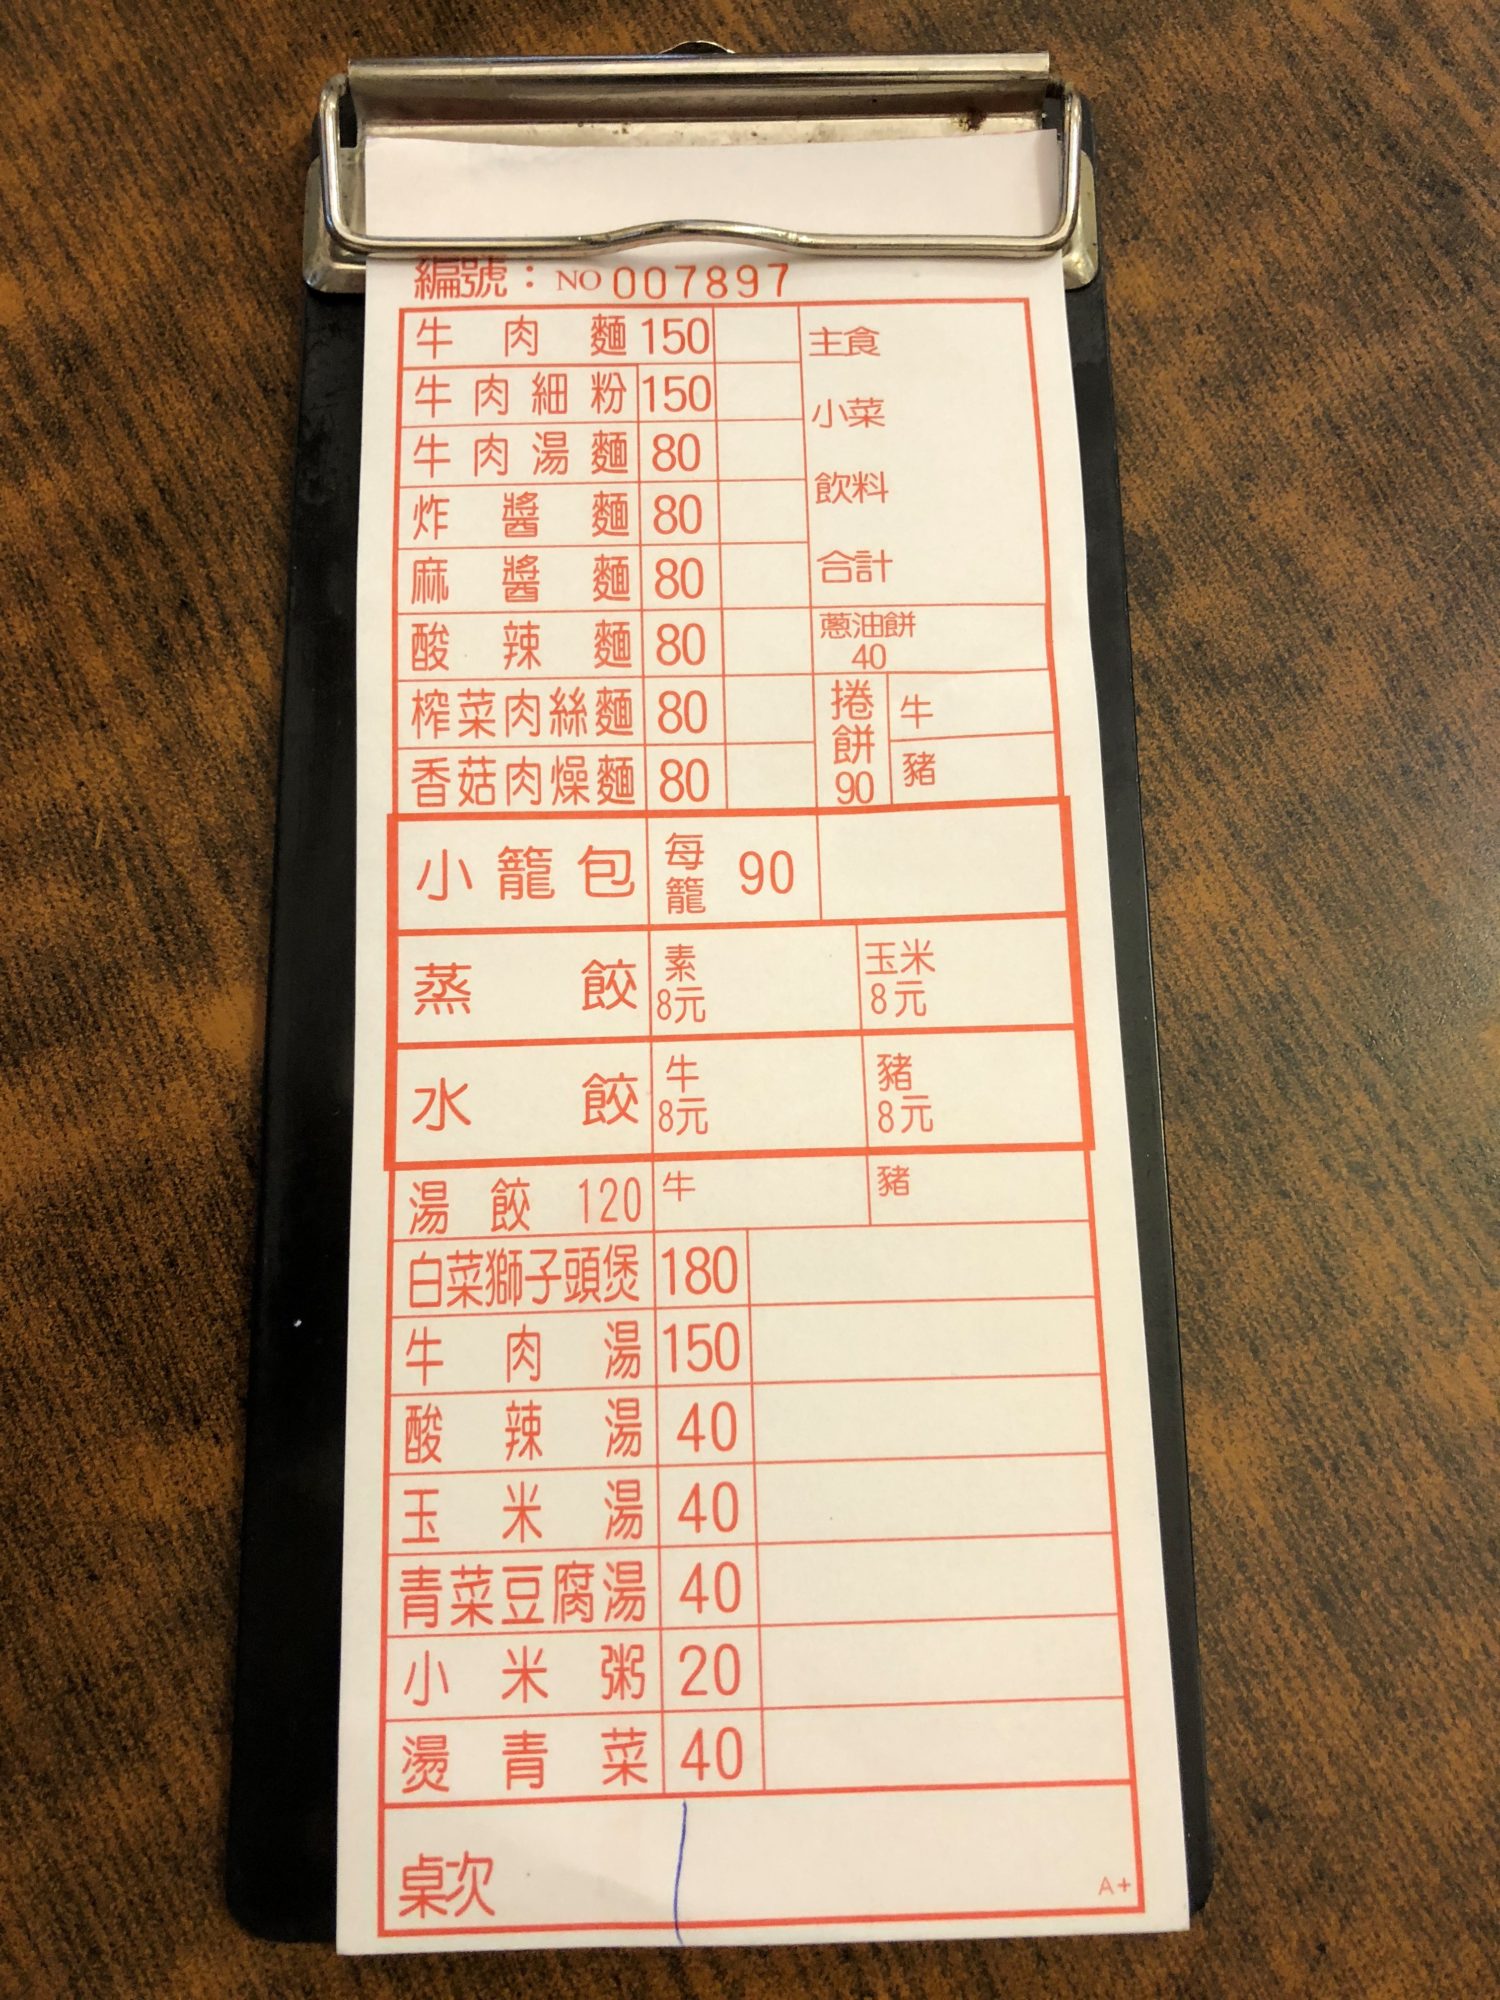 編號：NO 007897
牛肉麵 150
牛肉細粉 150
牛肉湯麵 80
炸醬麵 80
麻醬麵 80
酸辣麵 80
榨菜肉絲麵 80
香菇肉燥麵 80
主食
小菜
飲料
合計
蔥油餅
40
捲餅 90
牛
豬
小籠包 每籠 90
蒸餃 素 8元 玉米 8元
水餃 牛 8元 豬 8元
湯餃 120 牛 豬
白菜獅子頭煲 180
牛肉湯 150
酸辣湯 40
玉米湯 40
青菜豆腐湯 40
小米粥 20
燙青菜 40
桌次
A+